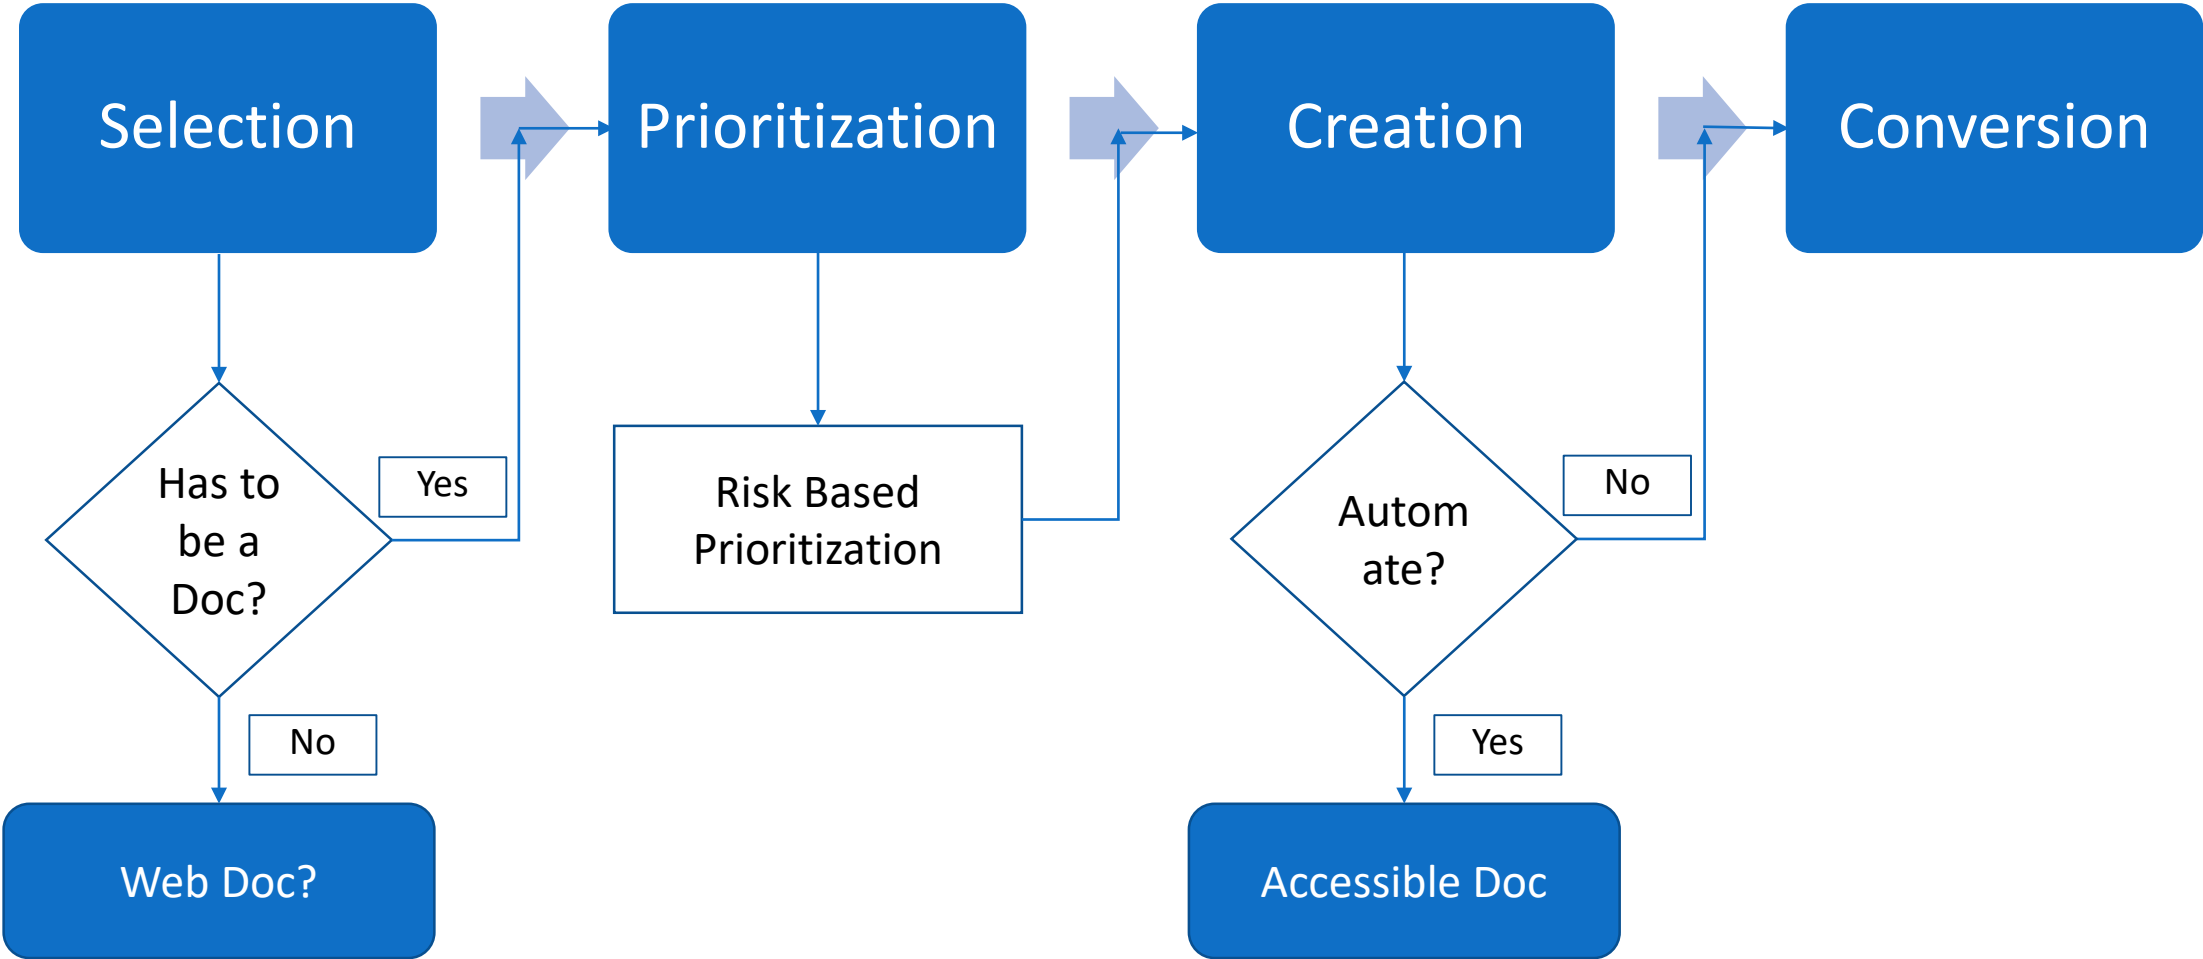 Selection
Prioritization
Creation
Conversion
Has to
be a
Doc?
Yes
No
Web Doc?
Risk Based
Prioritization
Autom
ate?
No
Yes
Accessible Doc